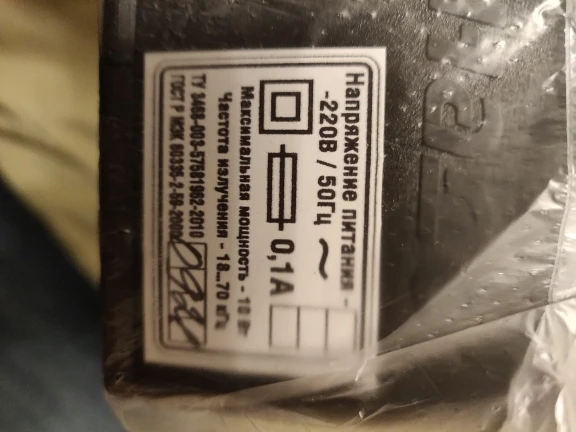 Напряжение питания -
~220В / 50Гц ~
0,1А
Максимальная мощность - 10 Вт
Частота излучения - 18...70 кГц
ТУ 3468-003-57681982-2010
ГОСТ Р МЭК 60335-2-59-2000